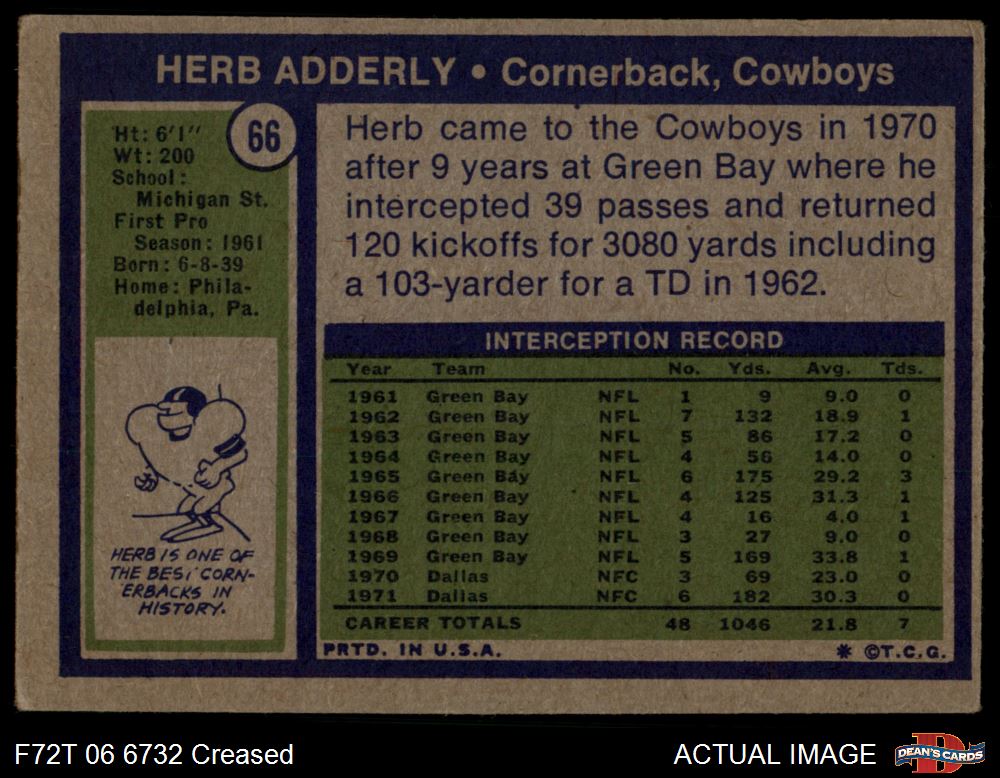 HERB ADDERLY • Cornerback, Cowboys
66
Ht: 6'1"
Wt: 200
School:
Michigan St.
First Pro
Season: 1961
Born: 6-8-39
Home: Phila-
delphia, Pa.
HERB IS ONE OF
THE BEST CORN-
ERBACKS IN
HISTORY.
Herb came to the Cowboys in 1970
after 9 years at Green Bay where he
intercepted 39 passes and returned
120 kickoffs for 3080 yards including
a 103-yarder for a TD in 1962.
INTERCEPTION RECORD
Year Team No. Yds. Avg. Tds.
1961 Green Bay NFL 1 9 9.0 0
1962 Green Bay NFL 7 132 18.9 1
1963 Green Bay NFL 5 86 17.2 0
1964 Green Bay NFL 4 56 14.0 0
1965 Green Bay NFL 6 175 29.2 3
1966 Green Bay NFL 4 125 31.3 1
1967 Green Bay NFL 4 16 4.0 1
1968 Green Bay NFL 3 27 9.0 0
1969 Green Bay NFL 5 169 33.8 1
1970 Dallas NFC 3 69 23.0 0
1971 Dallas NFC 6 182 30.3 0
CAREER TOTALS 48 1046 21.8 7
PRTD. IN U.S.A. * ©T.C.G.
F72T 06 6732 Creased ACTUAL IMAGE DEAN'S CARDS